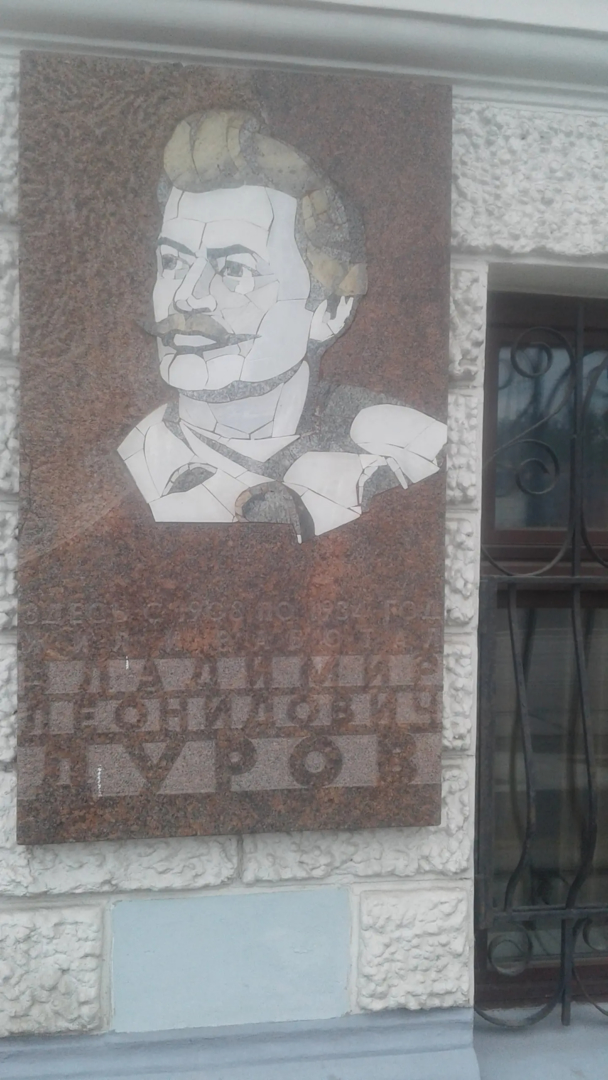 ЗДЕСЬ С 1908 ПО 1934 ГОД
ЖИЛ И РАБОТАЛ
ВЛАДИМИР
ЛЕОНИДОВИЧ
ДУРОВ